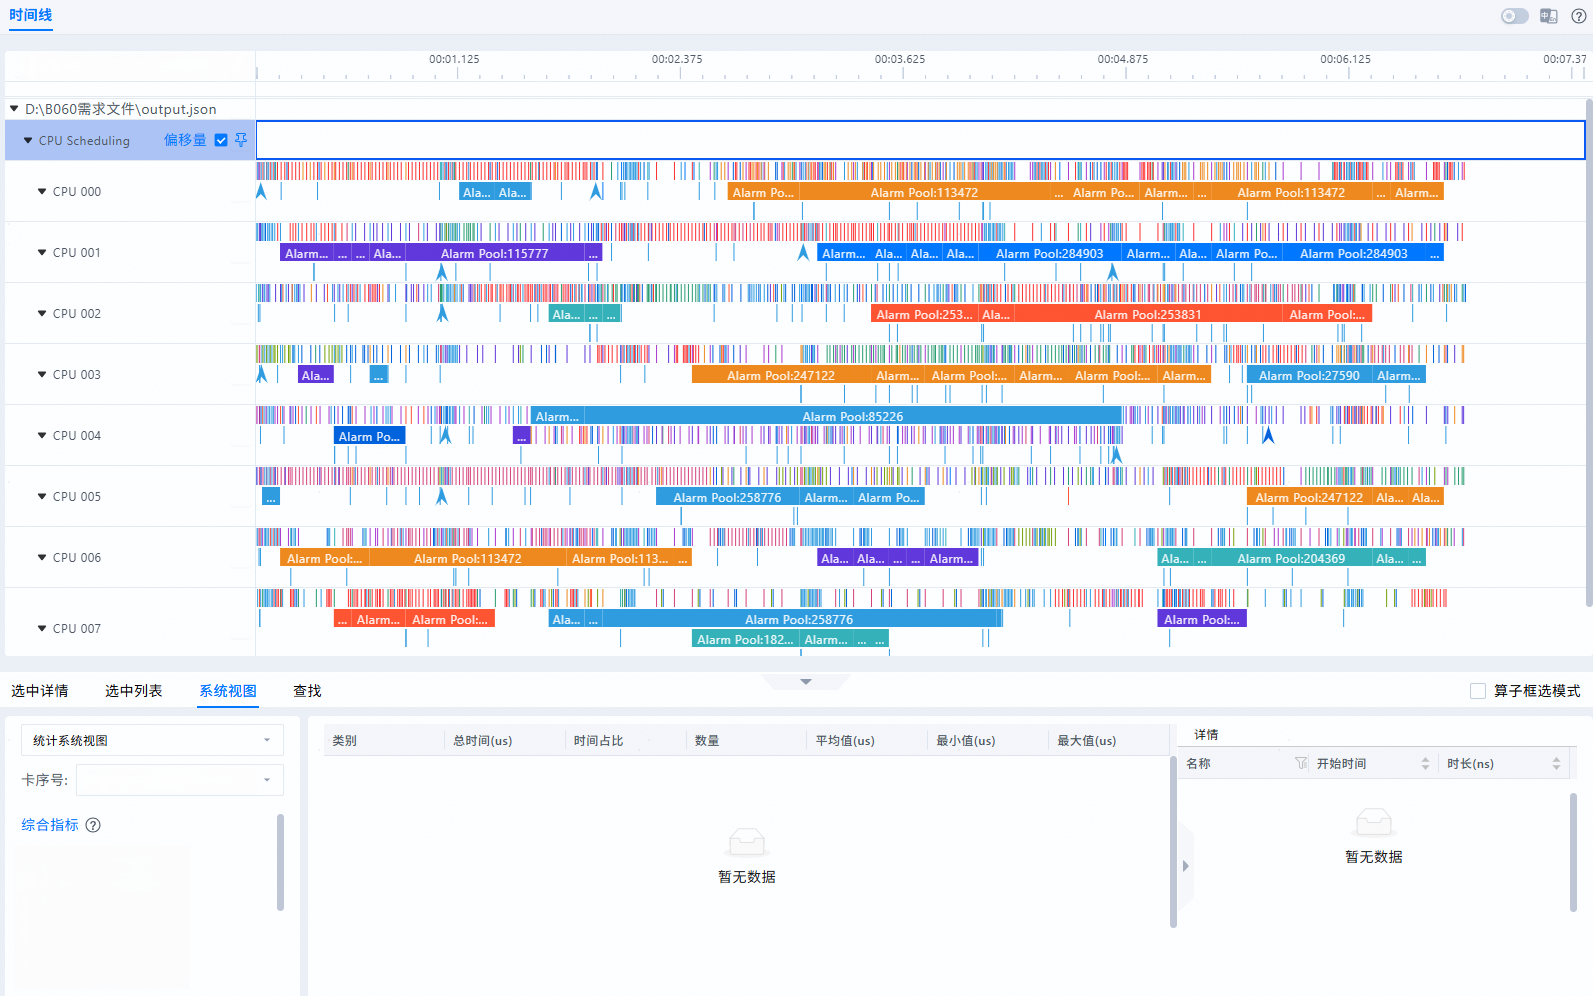 时间线
00:01.125 00:02.375 00:03.625 00:04.875 00:06.125 00:07.37
D:\B060需求文件\output.json
CPU Scheduling 偏移量
CPU 000
Ala... Ala... Alarm Po... Alarm Pool:113472 ... Alarm Po... Alarm... ... Alarm Pool:113472 ... Alarm...
CPU 001
Alarm... ... ... Ala... Alarm Pool:115777 ... Alarm... Ala... Ala... Ala... Alarm Pool:284903 Alarm... Ala... Alarm Po... Alarm Pool:284903 ...
CPU 002
Ala... ... ... Alarm Pool:253... Ala... Alarm Pool:253831 Alarm Pool:...
CPU 003
Ala... ... Alarm Pool:247122 Alarm... Alarm Pool:... Alarm... Alarm Pool:... Alarm... Alarm Pool:27590 Alarm...
Alarm... Alarm Pool:85226
CPU 004
Alarm Po... ...
CPU 005
... Alarm Pool:258776 Alarm... Alarm Po... Alarm Pool:247122 Ala... Ala...
CPU 006
Alarm Pool:... Alarm Pool:113472 Alarm Pool:113... ... Ala... Ala... ... ... Alarm... Ala... ... Alarm Pool:204369 Ala... ...
... Alarm... Alarm Pool:... Ala... ... Alarm Pool:258776 Alarm Pool:...
CPU 007
Alarm Pool:182... Alarm... ... ...
选中详情 选中列表 系统视图 查找 算子框选模式
统计系统视图
卡序号:
综合指标
类别 总时间(us) 时间占比 数量 平均值(us) 最小值(us) 最大值(us)
暂无数据
详情
名称 开始时间 时长(ns)
暂无数据